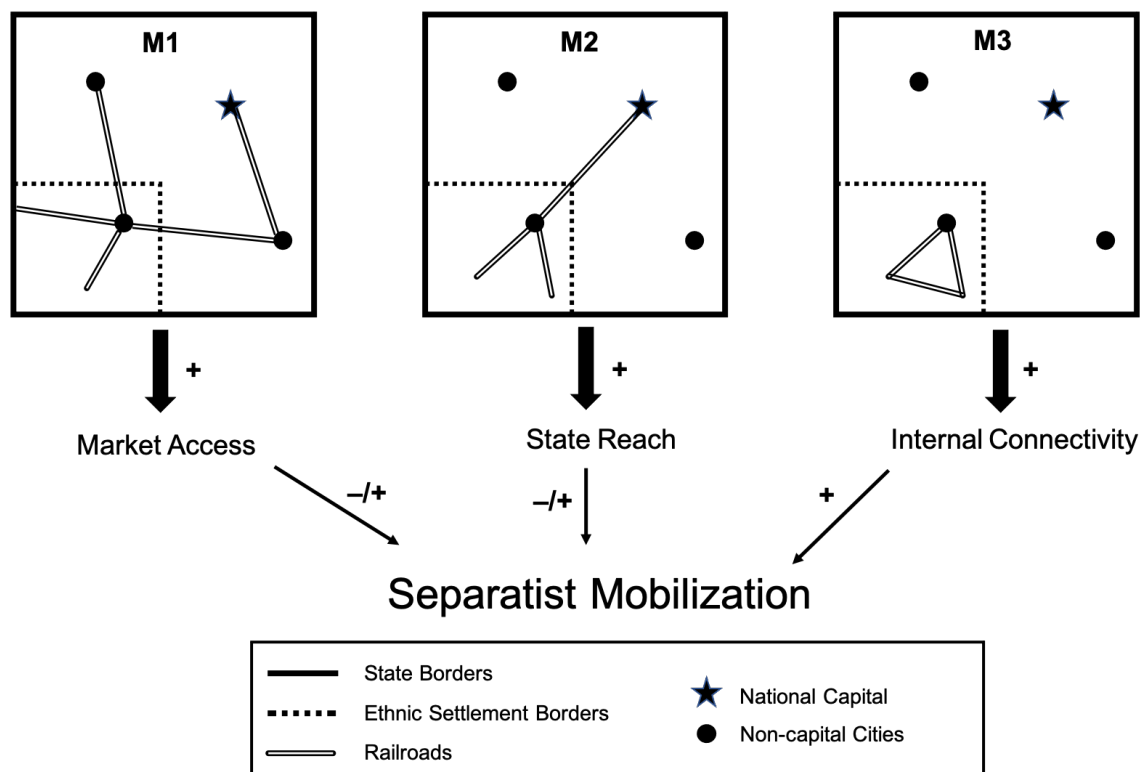 M1
M2
M3
+
+
+
Market Access
State Reach
Internal Connectivity
–/+
–/+
+
Separatist Mobilization
State Borders
Ethnic Settlement Borders
Railroads
National Capital
Non-capital Cities